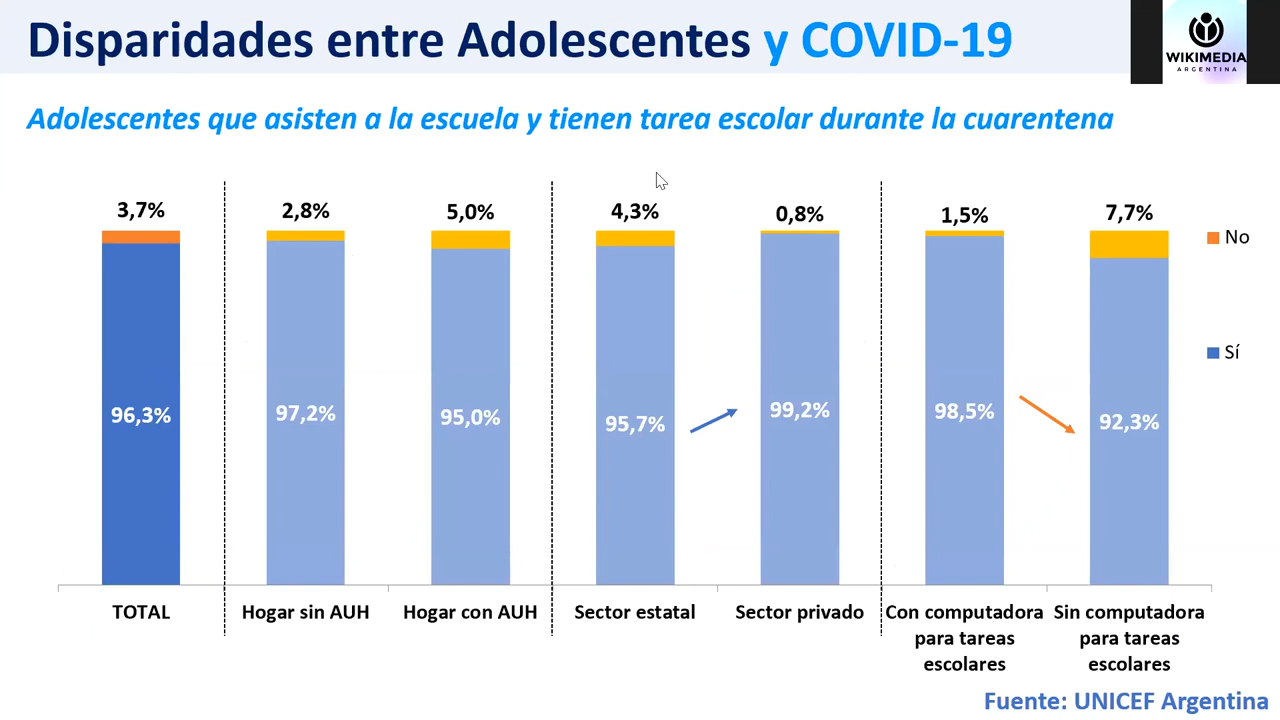 Disparidades entre Adolescentes y COVID-19
WIKIMEDIA
ARGENTINA
Adolescentes que asisten a la escuela y tienen tarea escolar durante la cuarentena
3,7% 2,8% 5,0% 4,3% 0,8% 1,5% 7,7%
No
Sí
96,3% 97,2% 95,0% 95,7% 99,2% 98,5% 92,3%
TOTAL
Hogar sin AUH
Hogar con AUH
Sector estatal
Sector privado
Con computadora
para tareas
escolares
Sin computadora
para tareas
escolares
Fuente: UNICEF Argentina